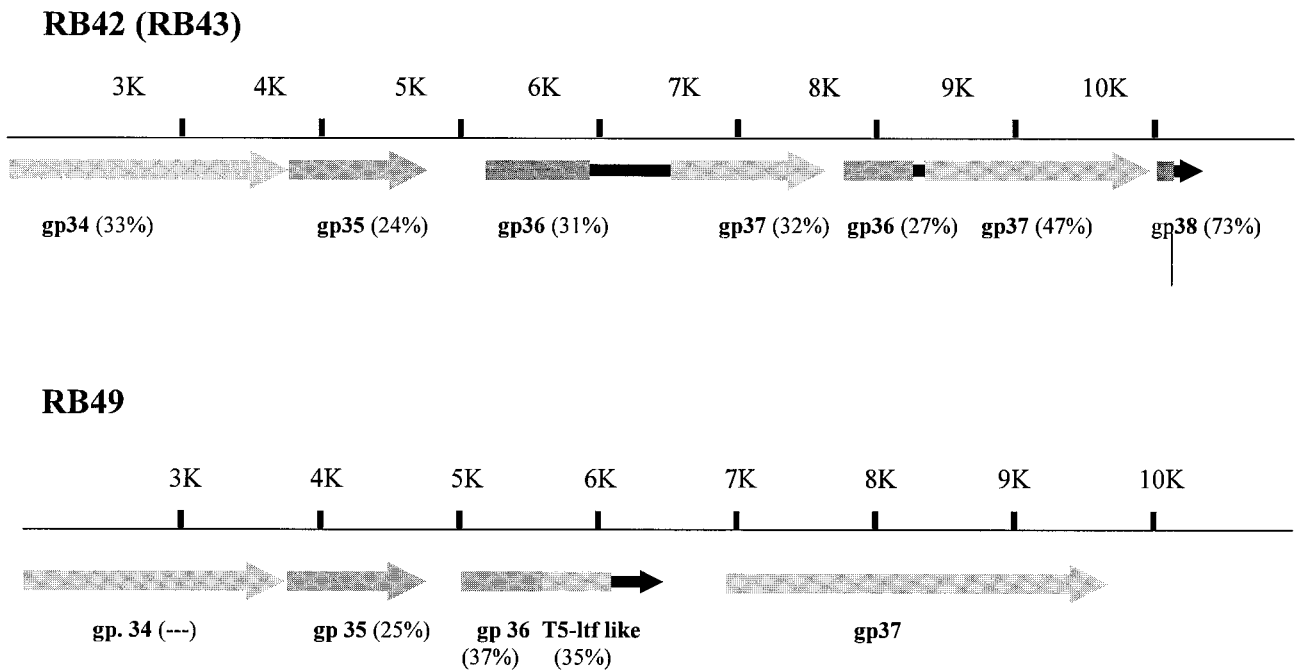 RB42 (RB43)
3K 4K 5K 6K 7K 8K 9K 10K
gp34 (33%) gp35 (24%) gp36 (31%) gp37 (32%) gp36 (27%) gp37 (47%) gp38 (73%)
RB49
3K 4K 5K 6K 7K 8K 9K 10K
gp. 34 (---) gp 35 (25%) gp 36 T5-ltf like gp37
(37%) (35%)